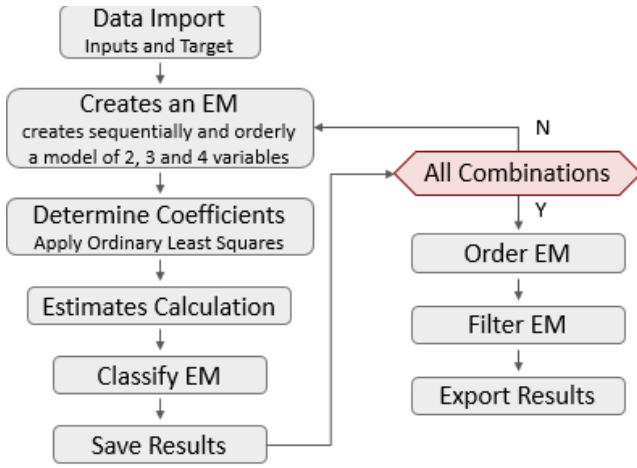 Data Import
Inputs and Target
Creates an EM
creates sequentially and orderly
a model of 2, 3 and 4 variables
Determine Coefficients
Apply Ordinary Least Squares
Estimates Calculation
Classify EM
Save Results
N
All Combinations
Y
Order EM
Filter EM
Export Results